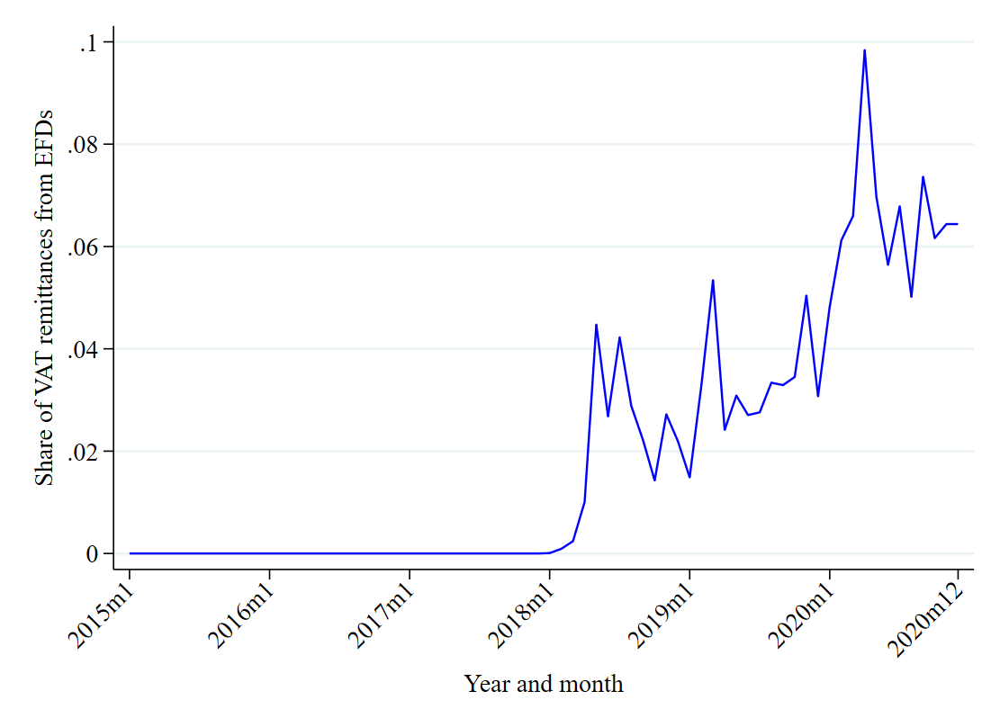 Share of VAT remittances from EFDs
.1
.08
.06
.04
.02
0
2015m1
2016m1
2017m1
2018m1
2019m1
2020m1
2020m12
Year and month